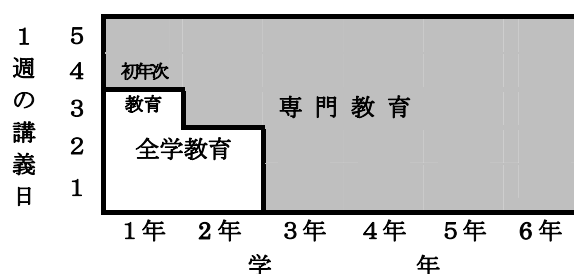 1週の講義日
5
4
3
2
1
初年次
教育
全学教育
専門教育
1年 2年 3年 4年 5年 6年
学年